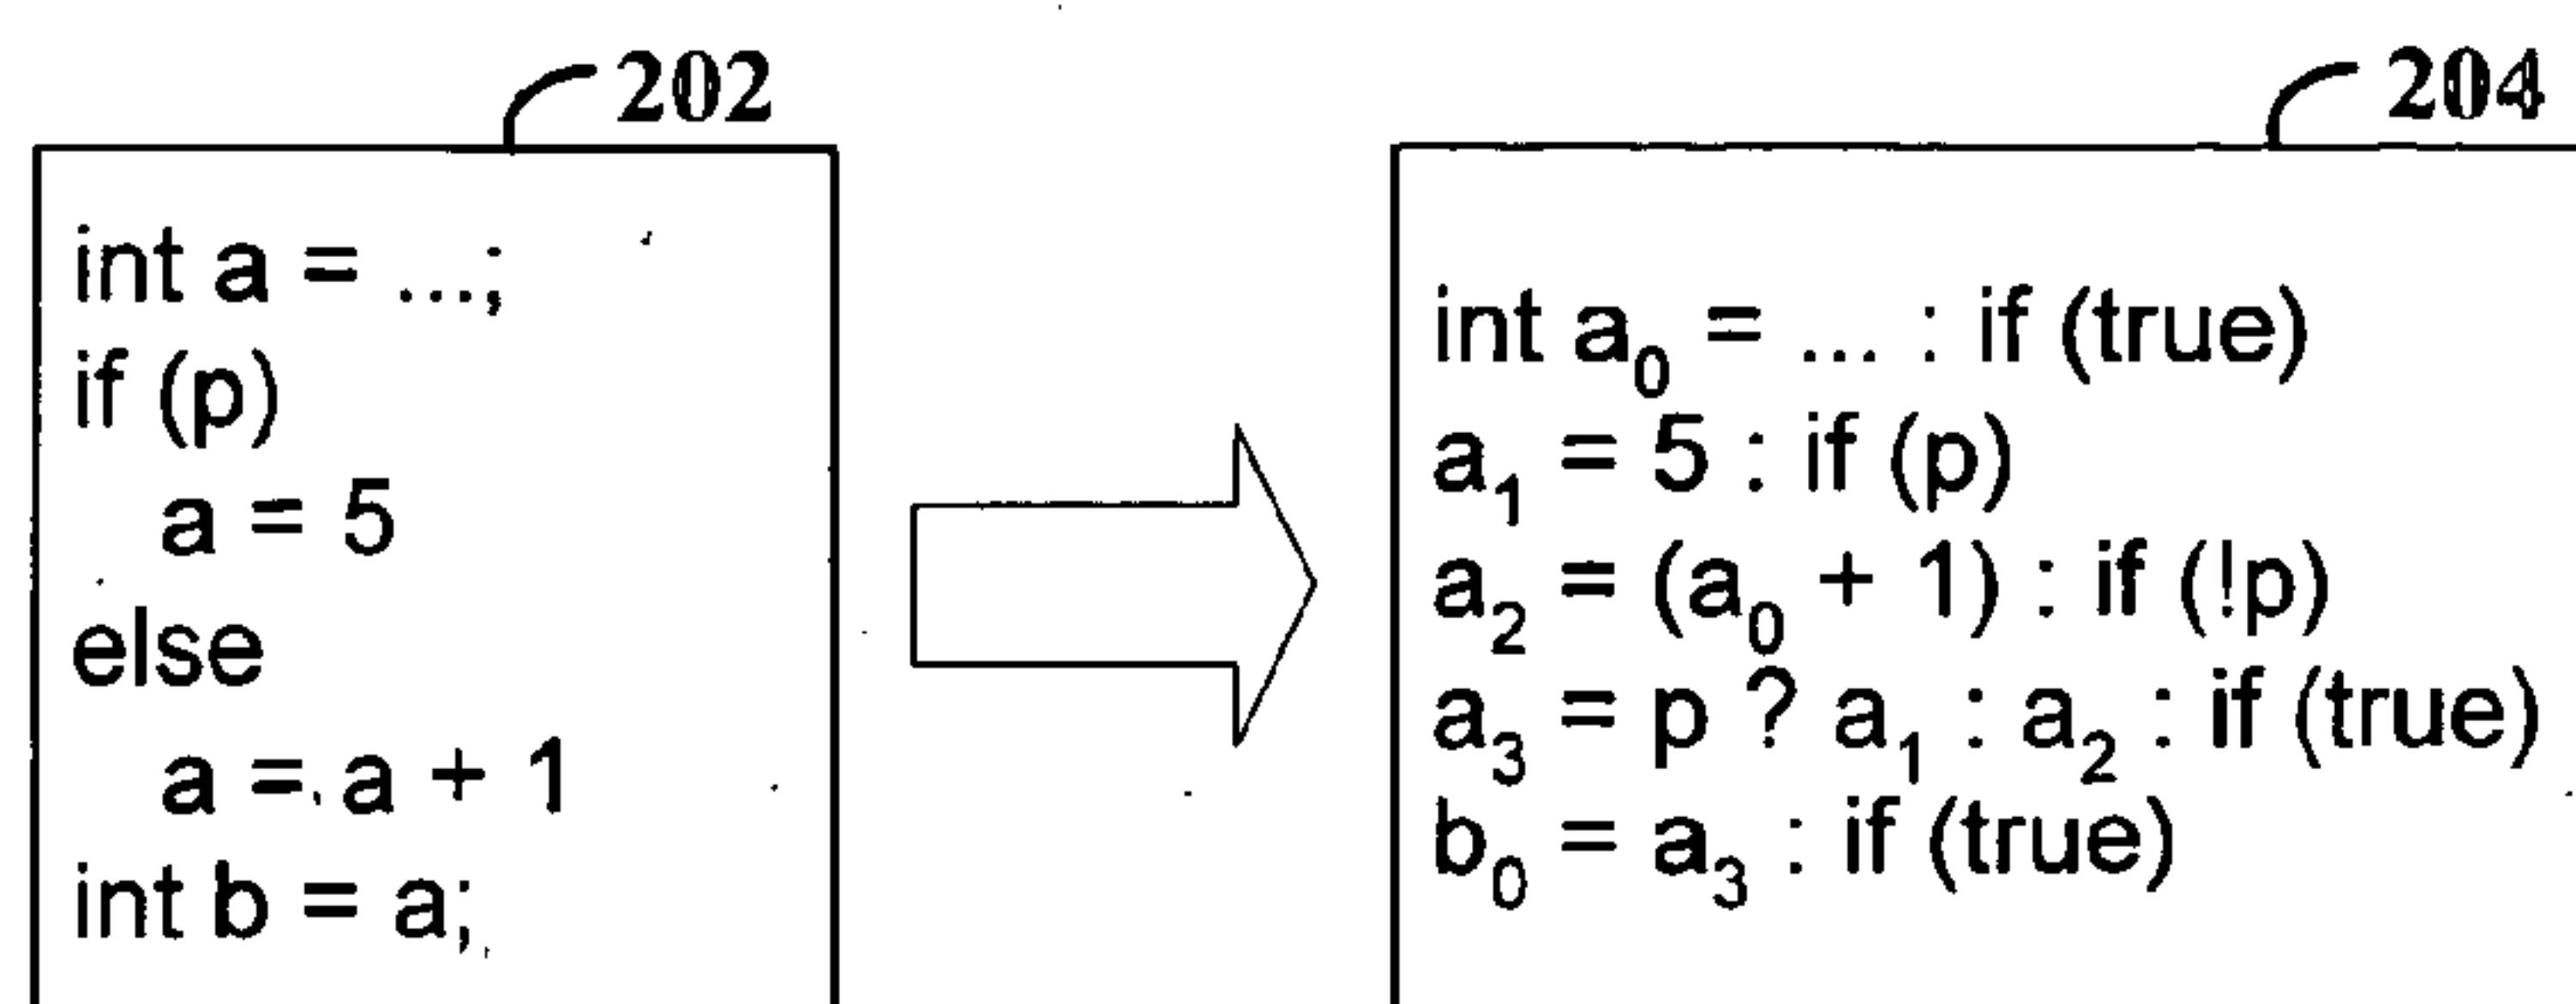 202
int a = ...;
if (p)
a = 5
else
a = a + 1
int b = a;
204
int a₀ = ... : if (true)
a₁ = 5 : if (p)
a₂ = (a₀ + 1) : if (!p)
a₃ = p ? a₁ : a₂ : if (true)
b₀ = a₃ : if (true)